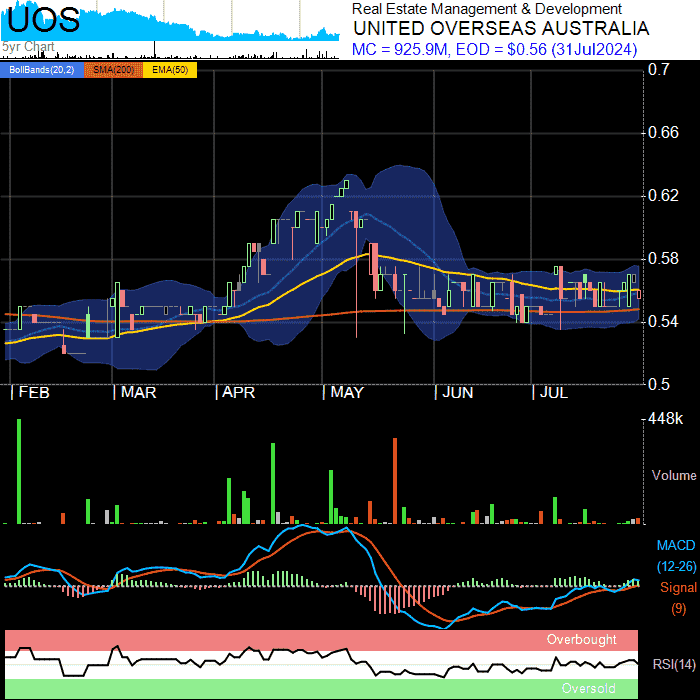 UOS
5yr Chart
Real Estate Management & Development
UNITED OVERSEAS AUSTRALIA
MC = 925.9M, EOD = $0.56 (31Jul2024)
BollBands(20,2) SMA(200) EMA(50)
0.7
0.66
0.62
0.58
0.54
0.5
FEB MAR APR MAY JUN JUL
448k
Volume
MACD
(12-26)
Signal
(9)
Overbought
RSI(14)
Oversold